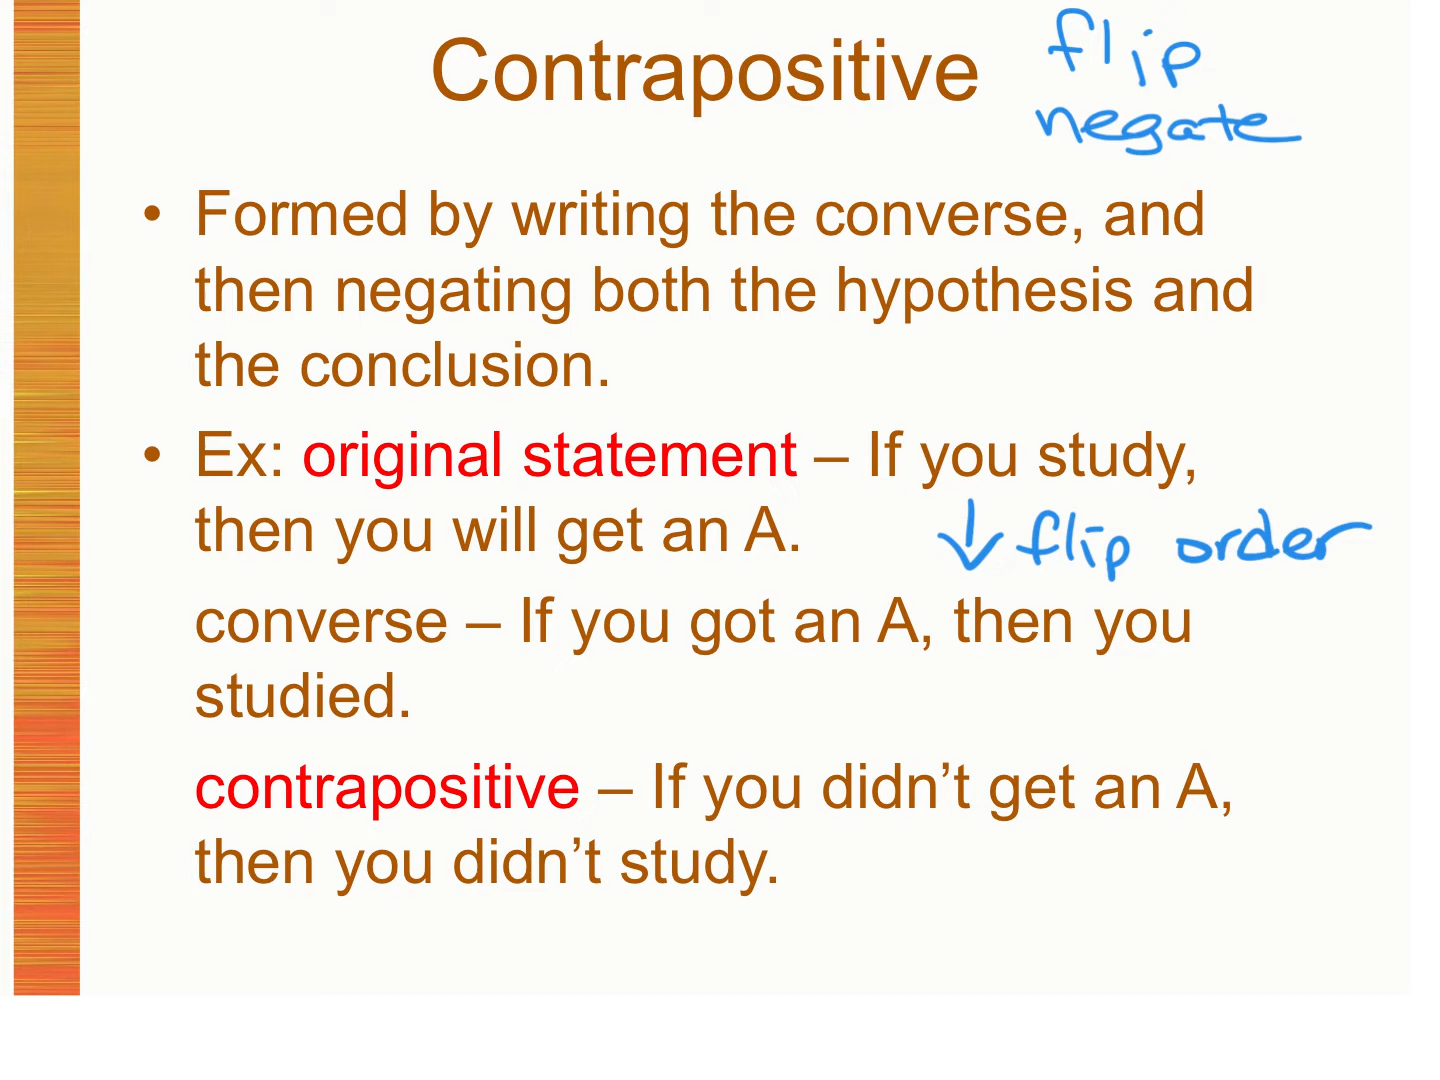 Contrapositive
flip
negate
• Formed by writing the converse, and
then negating both the hypothesis and
the conclusion.
• Ex: original statement – If you study,
then you will get an A.
↓ flip order
converse – If you got an A, then you
studied.
contrapositive – If you didn’t get an A,
then you didn’t study.